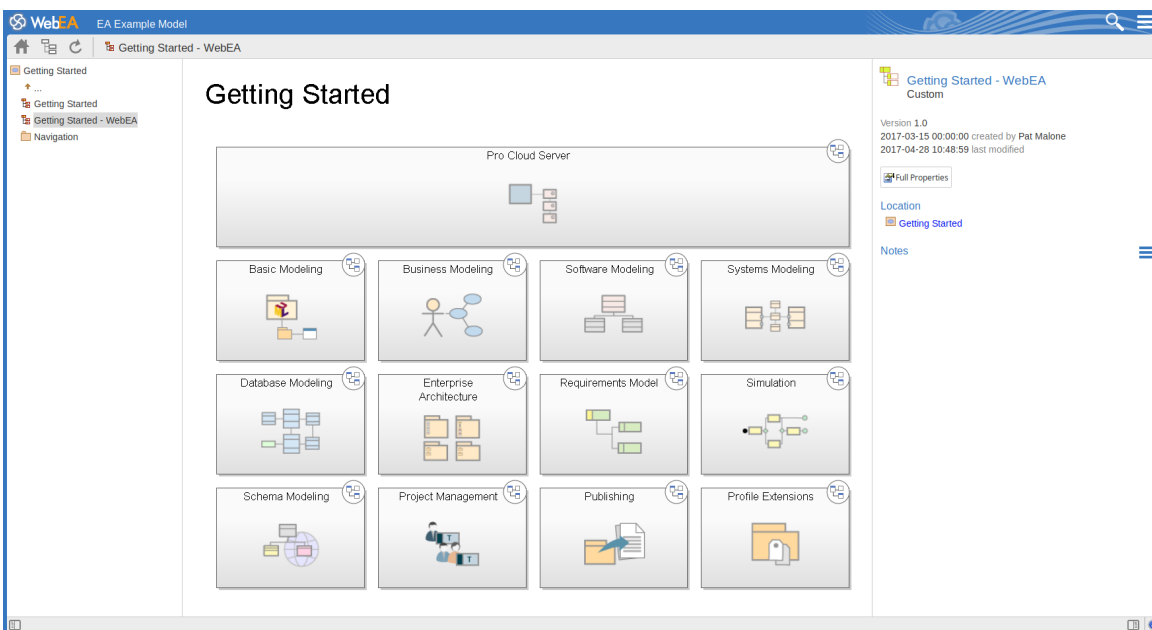 WebEA EA Example Model
Getting Started - WebEA
Getting Started
...
Getting Started
Getting Started - WebEA
Navigation
Getting Started
Pro Cloud Server
Basic Modeling
Business Modeling
Software Modeling
Systems Modeling
Database Modeling
Enterprise
Architecture
Requirements Model
Simulation
Schema Modeling
Project Management
T
T
Publishing
Profile Extensions
Getting Started - WebEA
Custom
Version 1.0
2017-03-15 00:00:00 created by Pat Malone
2017-04-28 10:48:59 last modified
Full Properties
Location
Getting Started
Notes